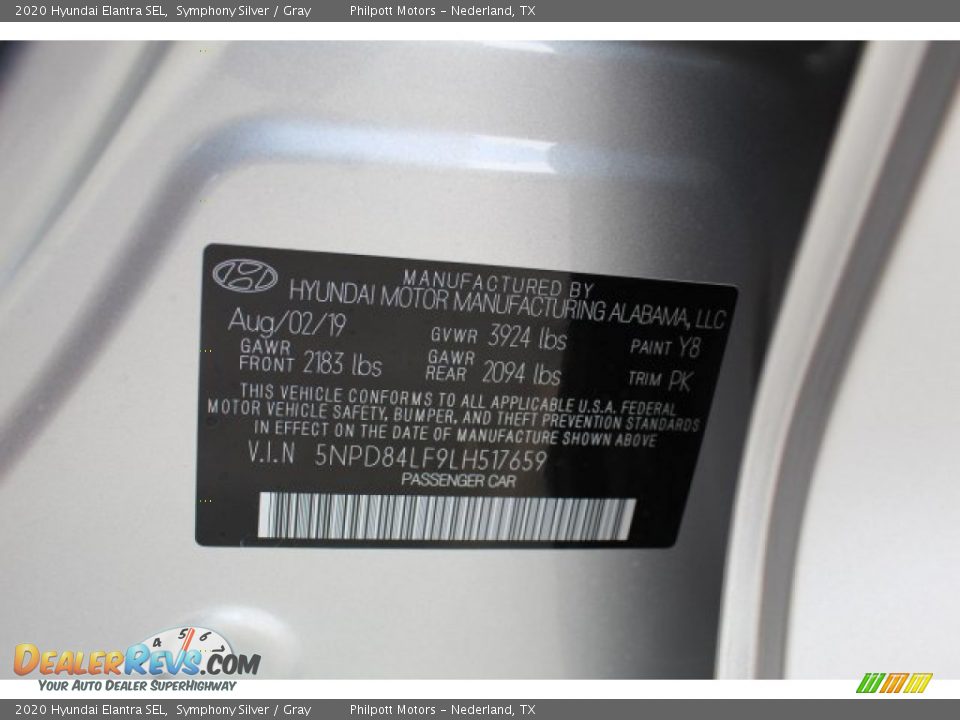 2020 Hyundai Elantra SEL, Symphony Silver / Gray Philpott Motors - Nederland, TX
MANUFACTURED BY
HYUNDAI MOTOR MANUFACTURING ALABAMA, LLC
Aug/02/19 GVWR 3924 lbs PAINT Y8
GAWR FRONT 2183 lbs GAWR REAR 2094 lbs TRIM PK
THIS VEHICLE CONFORMS TO ALL APPLICABLE U.S.A. FEDERAL
MOTOR VEHICLE SAFETY, BUMPER, AND THEFT PREVENTION STANDARDS
IN EFFECT ON THE DATE OF MANUFACTURE SHOWN ABOVE
V.I.N 5NPD84LF9LH517659
PASSENGER CAR
4 5 6 7
DEALERREVS.COM
YOUR AUTO DEALER SUPERHIGHWAY
2020 Hyundai Elantra SEL, Symphony Silver / Gray Philpott Motors - Nederland, TX